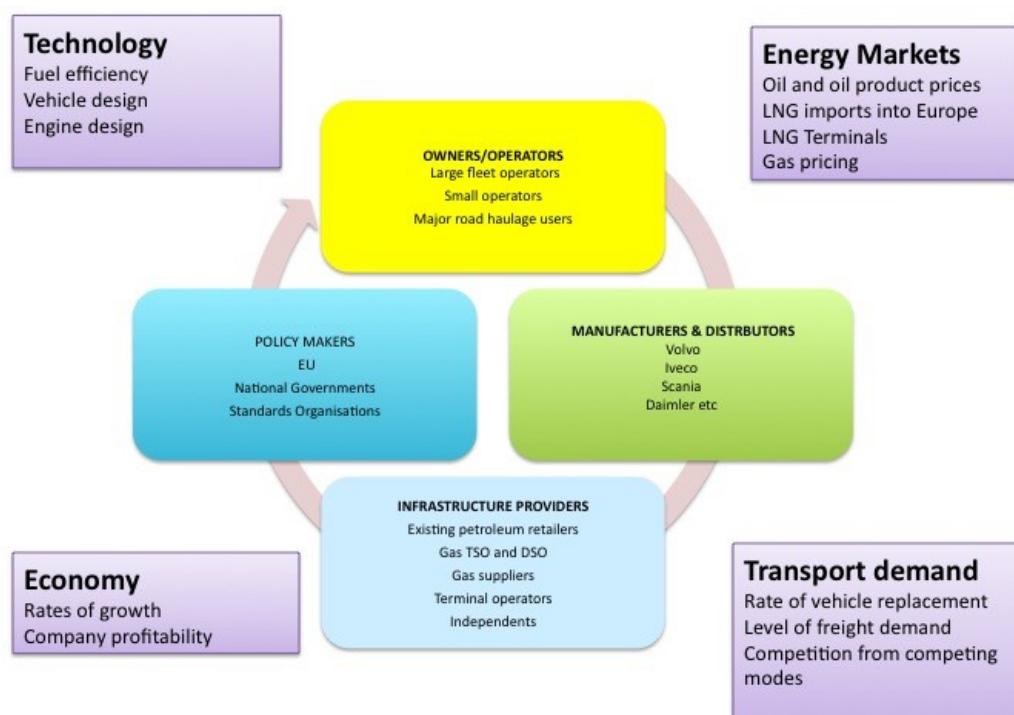 Technology
Fuel efficiency
Vehicle design
Engine design
Energy Markets
Oil and oil product prices
LNG imports into Europe
LNG Terminals
Gas pricing
OWNERS/OPERATORS
Large fleet operators
Small operators
Major road haulage users
POLICY MAKERS
EU
National Governments
Standards Organisations
MANUFACTURERS & DISTRBUTORS
Volvo
Iveco
Scania
Daimler etc
INFRASTRUCTURE PROVIDERS
Existing petroleum retailers
Gas TSO and DSO
Gas suppliers
Terminal operators
Independents
Economy
Rates of growth
Company profitability
Transport demand
Rate of vehicle replacement
Level of freight demand
Competition from competing
modes